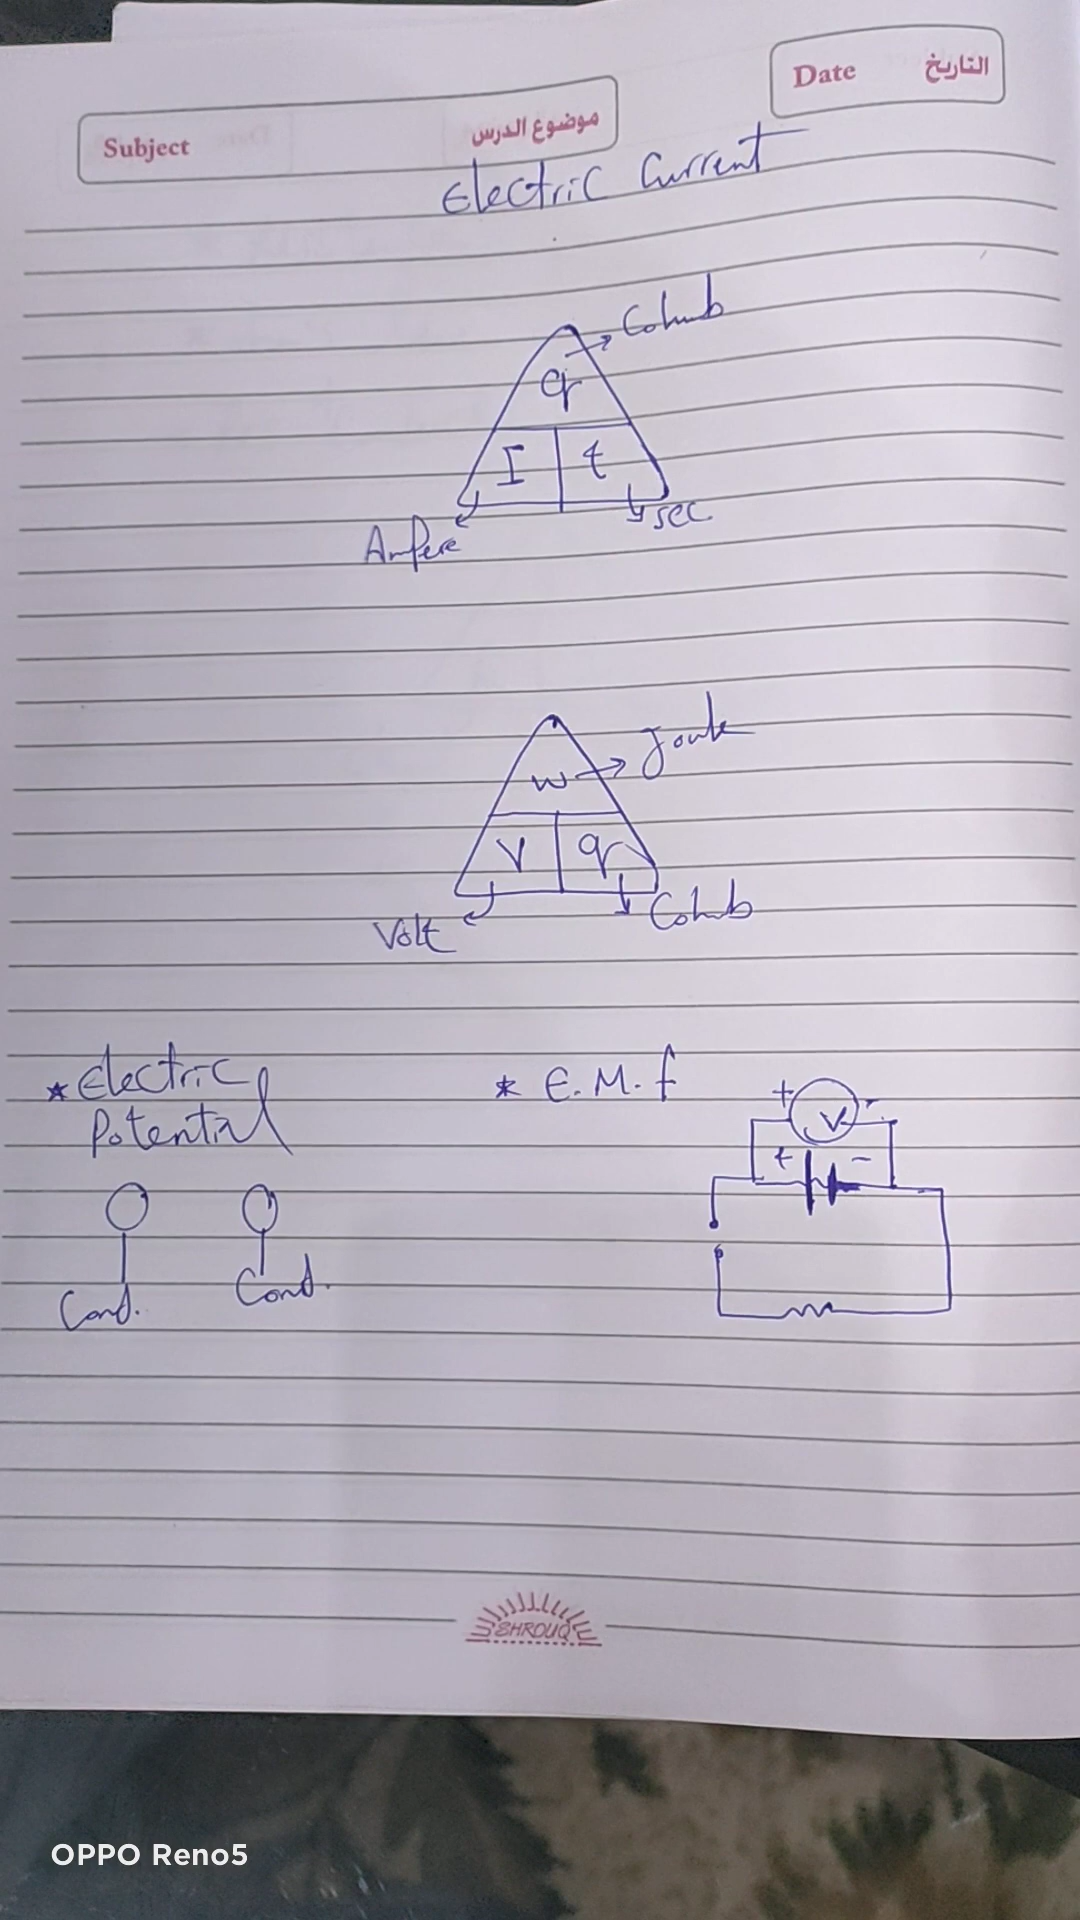 Date التاريخ
Subject موضوع الدرس
Electric Current
Columb
q
I t
Ampere sec
Joule
w
V q
Volt Colomb
* Electric
Potential
* E.M.f
+ V -
+ -
Cond. Cond.
SHROUQ
OPPO Reno5